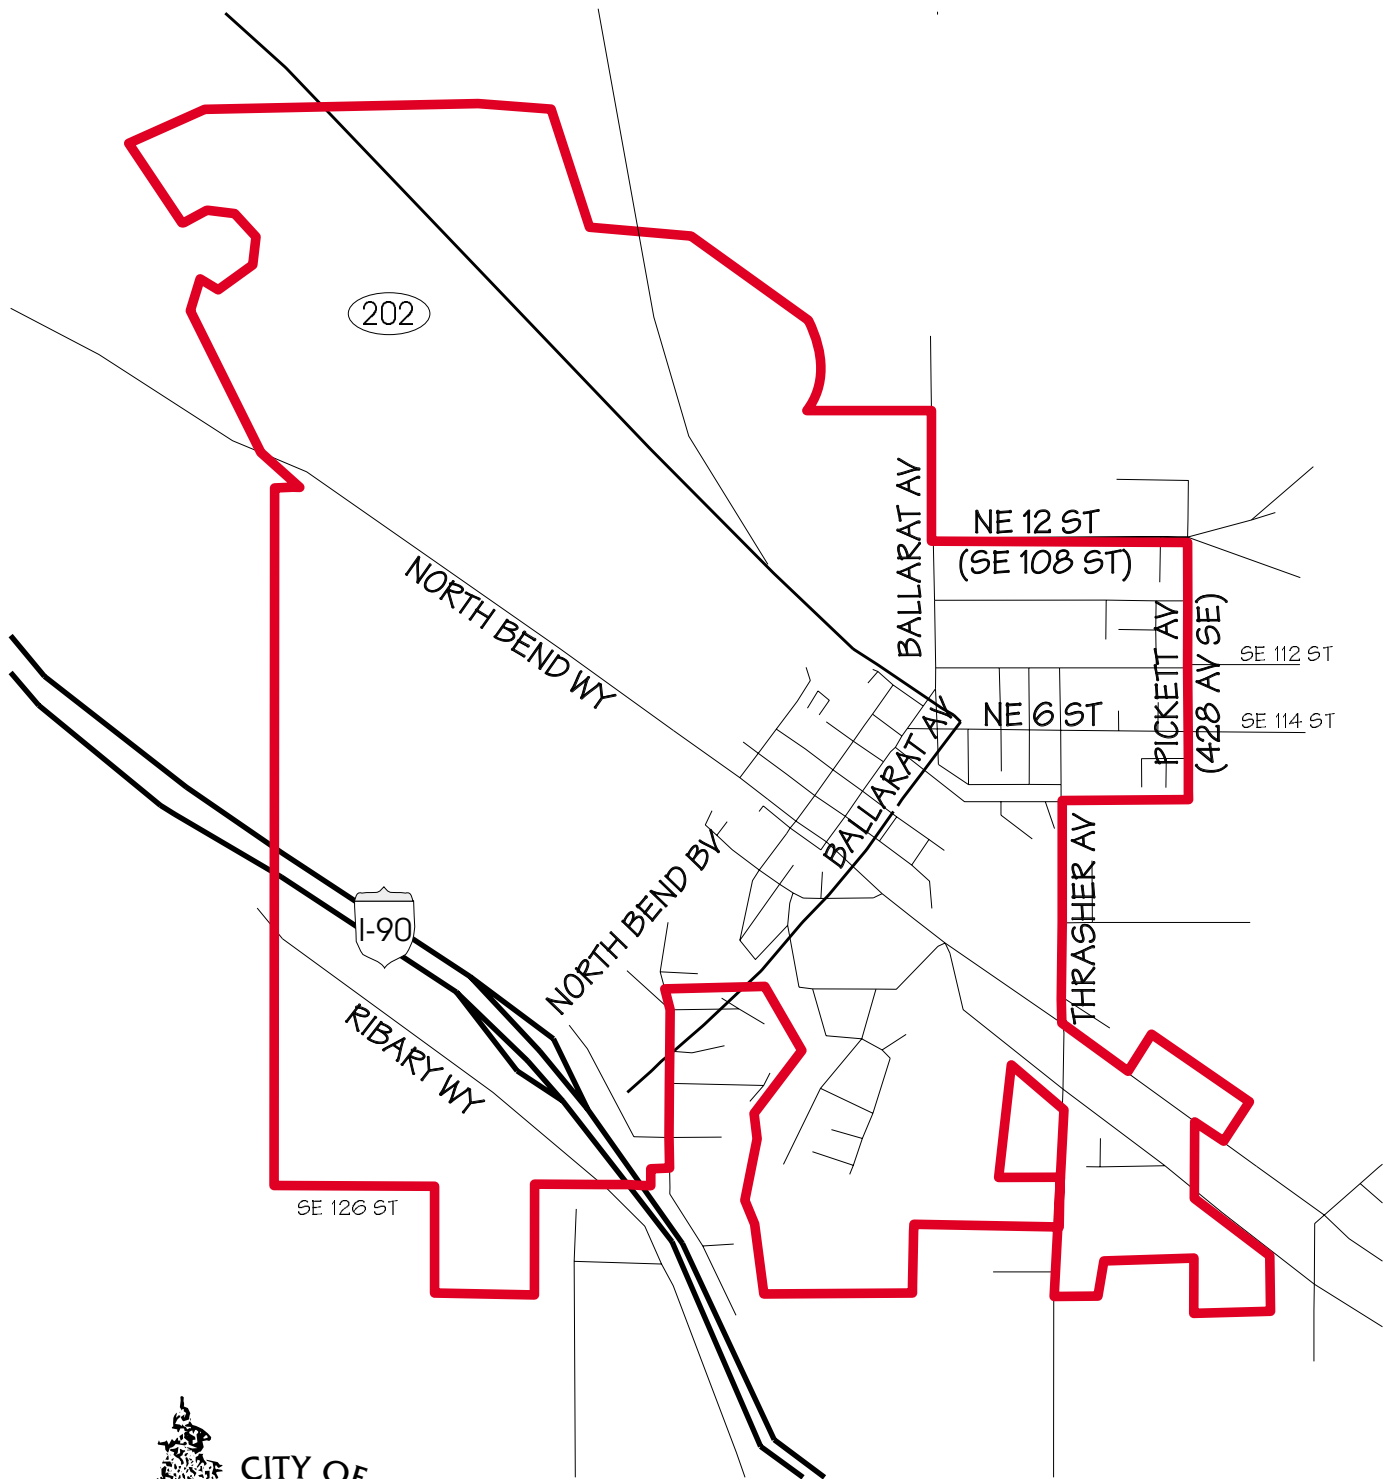 202
BALLARAT AV
NE 12 ST
(SE 108 ST)
NORTH BEND WY
PICKETT AV
(428 AV SE)
SE 112 ST
NE 6 ST
SE 114 ST
BALLARAT AV
NORTH BEND BV
THRASHER AV
I-90
RIBARY WY
SE 126 ST
CITY OF